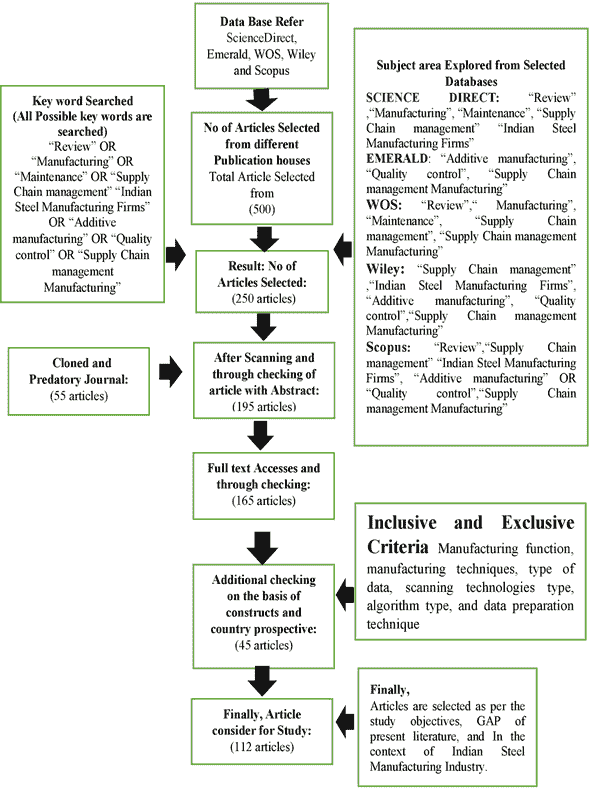 Data Base Refer
ScienceDirect,
Emerald, WOS, Wiley
and Scopus
Key word Searched
(All Possible key words are
searched)
“Review” OR
“Manufacturing” OR
“Maintenance” OR “Supply
Chain management” “Indian
Steel Manufacturing Firms”
OR “Additive
manufacturing” OR “Quality
control” OR “Supply Chain
management
Manufacturing”
No of Articles Selected
from different
Publication houses
Total Article Selected
from
(500)
Subject area Explored from Selected
Databases
SCIENCE DIRECT: “Review”
,“Manufacturing”, “Maintenance”, “Supply
Chain management” “Indian Steel
Manufacturing Firms”
EMERALD: “Additive manufacturing”,
“Quality control”, “Supply Chain
management Manufacturing”
WOS: “Review”,“ Manufacturing”,
“Maintenance”, “Supply Chain
management”, “Supply Chain management
Manufacturing”
Wiley: “Supply Chain management”
,“Indian Steel Manufacturing Firms”,
“Additive manufacturing”, “Quality
control”,“Supply Chain management
Manufacturing”
Scopus: “Review”,“Supply Chain
management” “Indian Steel Manufacturing
Firms”, “Additive manufacturing” OR
“Quality control”,“Supply Chain
management Manufacturing”
Result: No of
Articles Selected:
(250 articles)
Cloned and
Predatory Journal:
(55 articles)
After Scanning and
through checking of
article with Abstract:
(195 articles)
Full text Accesses and
through checking:
(165 articles)
Inclusive and Exclusive
Criteria Manufacturing function,
manufacturing techniques, type of
data, scanning technologies type,
algorithm type, and data preparation
technique
Additional checking
on the basis of
constructs and
country prospective:
(45 articles)
Finally, Article
consider for Study:
(112 articles)
Finally,
Articles are selected as per the
study objectives, GAP of
present literature, and In the
context of Indian Steel
Manufacturing Industry.